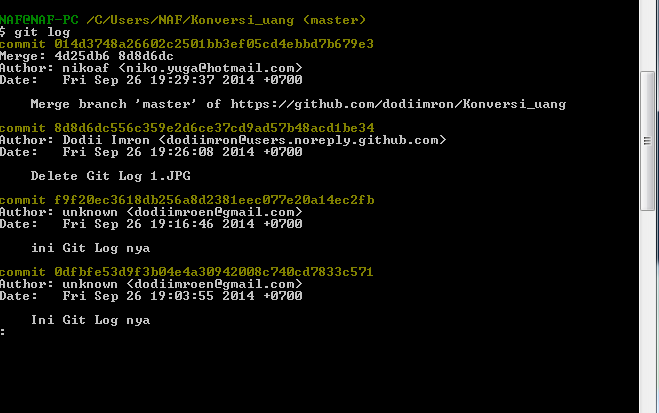 NAF@NAF-PC /C/Users/NAF/Konversi_uang (master)
$ git log
commit 014d3748a26602c2501bb3ef05cd4ebbd7b679e3
Merge: 4d25db6 8d8d6dc
Author: nikoaf <niko.yuga@hotmail.com>
Date:   Fri Sep 26 19:29:37 2014 +0700
    Merge branch 'master' of https://github.com/dodiimron/Konversi_uang
commit 8d8d6dc556c359e2d6ce37cd9ad57b48acd1be34
Author: Dodii Imron <dodiimron@users.noreply.github.com>
Date:   Fri Sep 26 19:26:08 2014 +0700
    Delete Git Log 1.JPG
commit f9f20ec3618db256a8d2381eec077e20a14ec2fb
Author: unknown <dodiimroen@gmail.com>
Date:   Fri Sep 26 19:16:46 2014 +0700
    ini Git Log nya
commit 0dfbfe53d9f3b04e4a30942008c740cd7833c571
Author: unknown <dodiimroen@gmail.com>
Date:   Fri Sep 26 19:03:55 2014 +0700
    Ini Git Log nya
: